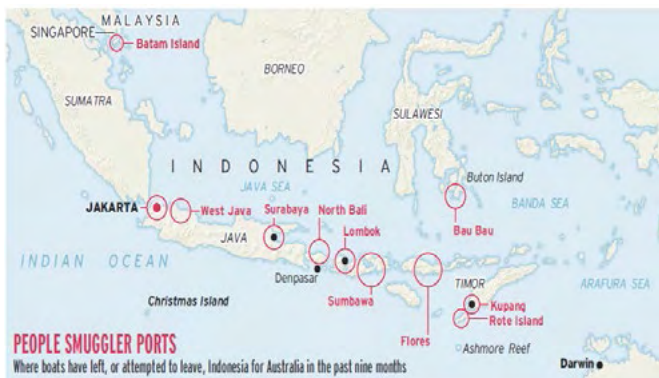 MALAYSIA
SINGAPORE
Batam Island
BORNEO
SUMATRA
SULAWESI
INDONESIA
Buton Island
JAVA SEA
JAKARTA
West Java
Surabaya
North Bali
Lombok
BANDA SEA
Bau Bau
JAVA
INDIAN OCEAN
Denpasar
TIMOR
ARAFURA SEA
Christmas Island
Sumbawa
Kupang
Rote Island
Flores
PEOPLE SMUGGLER PORTS
Ashmore Reef
Where boats have left, or attempted to leave, Indonesia for Australia in the past nine months
Darwin